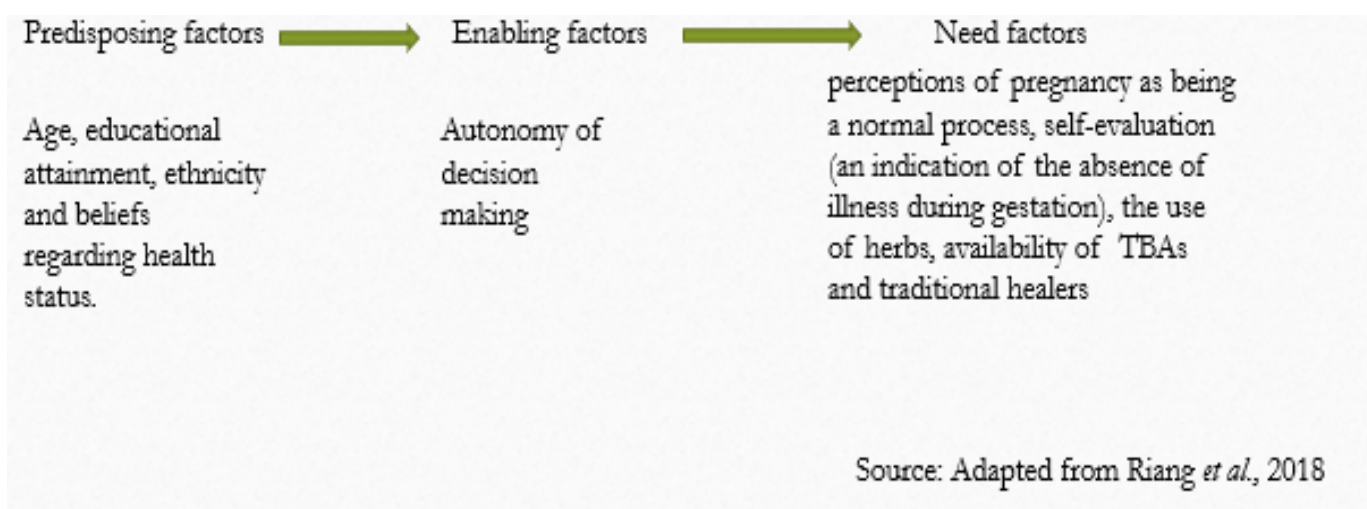 Predisposing factors
Enabling factors
Need factors
Age, educational
attainment, ethnicity
and beliefs
regarding health
status.
Autonomy of
decision
making
perceptions of pregnancy as being
a normal process, self-evaluation
(an indication of the absence of
illness during gestation), the use
of herbs, availability of TBAs
and traditional healers
Source: Adapted from Riang et al., 2018